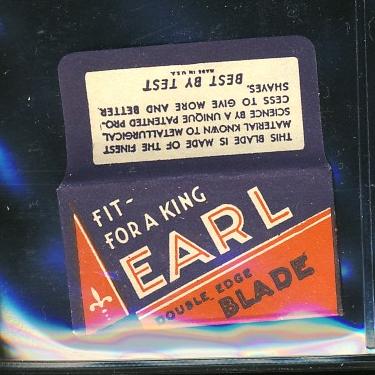 THIS BLADE IS MADE OF THE FINEST
MATERIAL KNOWN TO METALLURGICAL
SCIENCE BY A UNIQUE PATENTED PRO-
CESS TO GIVE MORE AND BETTER
SHAVES.
BEST BY TEST
MADE IN U.S.A.
FIT-
FOR A KING
EARL
DOUBLE EDGE
BLADE